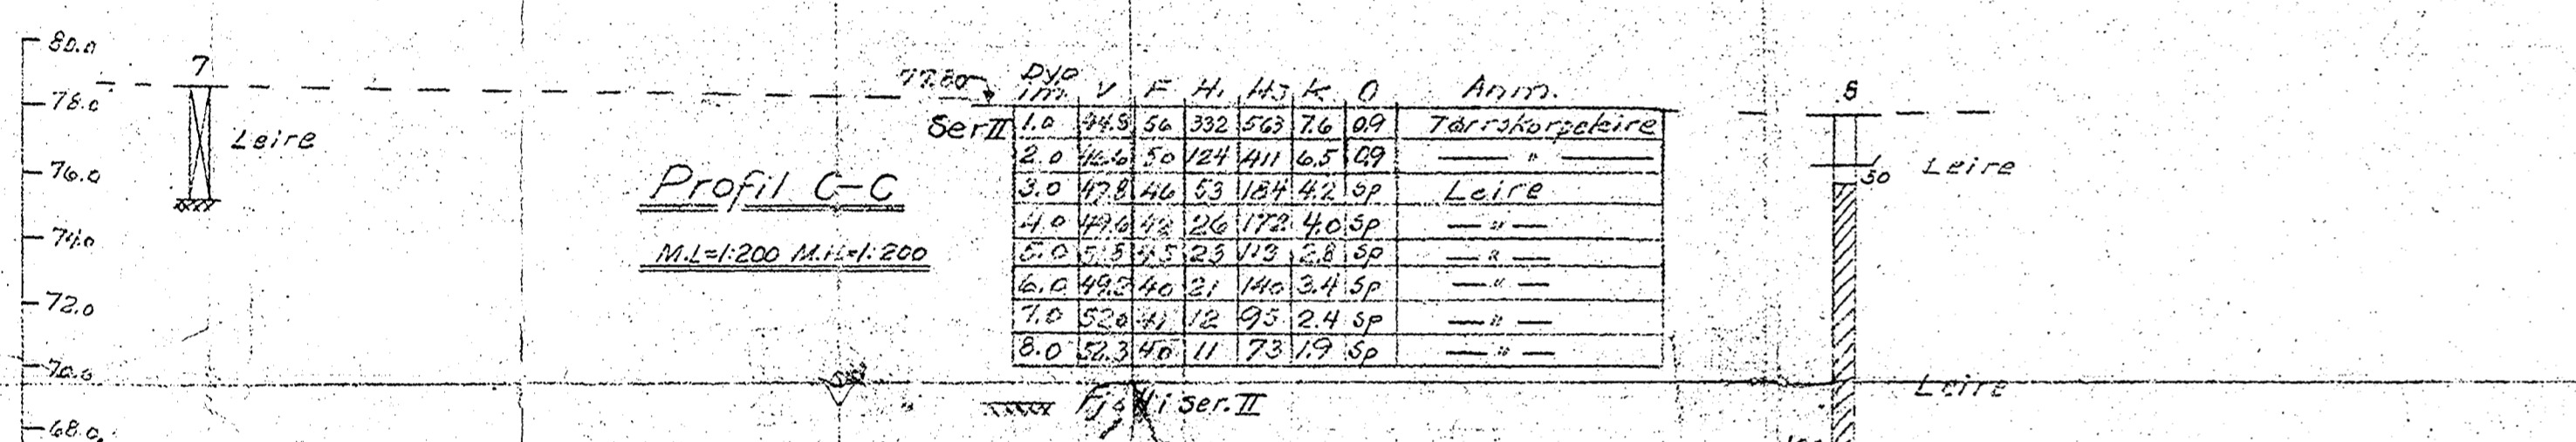 80.0
78.0
76.0
74.0
72.0
70.0
68.0
7
Leire
Profil C-C
M.L=1:200 M.H=1:200
77.80
Ser II
Dyp i m. V F H1 H3 k O Anm.
1.0 44.5 56 332 563 7.6 0.9 Tørrskorpeleire
2.0 46.6 50 124 411 6.5 0.9 — " —
3.0 47.8 46 53 184 4.2 sp Leire
4.0 49.6 42 26 172 4.0 sp — " —
5.0 45 23 113 2.8 sp — " —
6.0 49.2 40 21 140 3.4 sp — " —
7.0 52.0 41 12 95 2.4 sp — " —
8.0 52.3 40 11 73 1.9 sp — " —
i ser. II
8
50
Leire
Leire